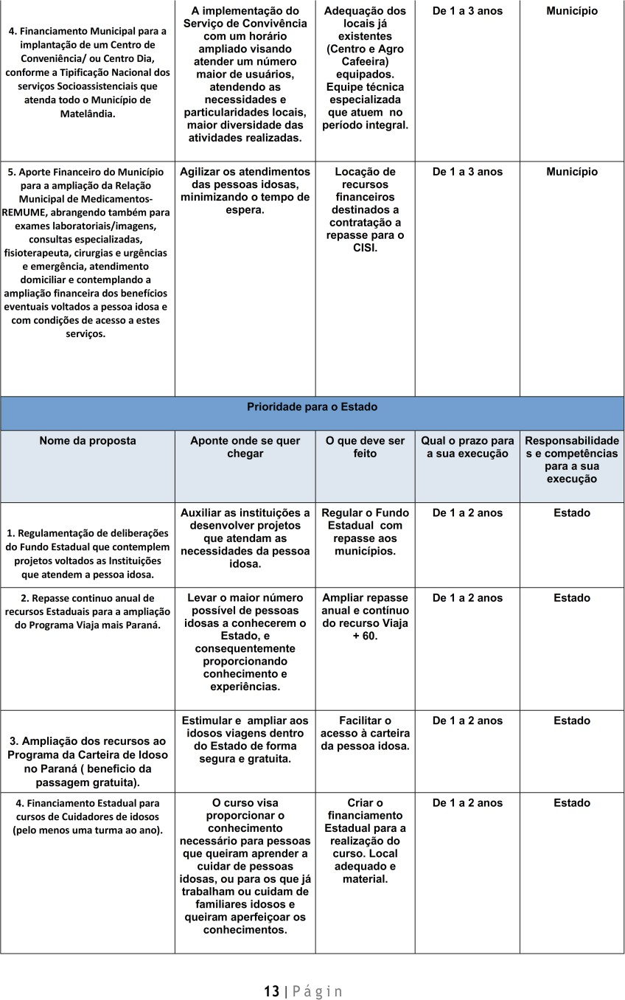 4. Financiamento Municipal para a
implantação de um Centro de
Conveniência/ ou Centro Dia,
conforme a Tipificação Nacional dos
serviços Socioassistenciais que
atenda todo o Município de
Matelândia.
A implementação do
Serviço de Convivência
com um horário
ampliado visando
atender um número
maior de usuários,
atendendo as
necessidades e
particularidades locais,
maior diversidade das
atividades realizadas.
Adequação dos
locais já
existentes
(Centro e Agro
Cafeeira)
equipados.
Equipe técnica
especializada
que atuem no
período integral.
De 1 a 3 anos
Município
5. Aporte Financeiro do Município
para a ampliação da Relação
Municipal de Medicamentos-
REMUME, abrangendo também para
exames laboratoriais/imagens,
consultas especializadas,
fisioterapeuta, cirurgias e urgências
e emergência, atendimento
domiciliar e contemplando a
ampliação financeira dos benefícios
eventuais voltados a pessoa idosa e
com condições de acesso a estes
serviços.
Agilizar os atendimentos
das pessoas idosas,
minimizando o tempo de
espera.
Locação de
recursos
financeiros
destinados a
contratação a
repasse para o
CISI.
De 1 a 3 anos
Município
Prioridade para o Estado
Nome da proposta
Aponte onde se quer
chegar
O que deve ser
feito
Qual o prazo para
a sua execução
Responsabilidade
s e competências
para a sua
execução
1. Regulamentação de deliberações
do Fundo Estadual que contemplem
projetos voltados as Instituições
que atendem a pessoa idosa.
Auxiliar as instituições a
desenvolver projetos
que atendam as
necessidades da pessoa
idosa.
Regular o Fundo
Estadual com
repasse aos
municípios.
De 1 a 2 anos
Estado
2. Repasse continuo anual de
recursos Estaduais para a ampliação
do Programa Viaja mais Paraná.
Levar o maior número
possível de pessoas
idosas a conhecerem o
Estado, e
consequentemente
proporcionando
conhecimento e
experiências.
Ampliar repasse
anual e contínuo
do recurso Viaja
+ 60.
De 1 a 2 anos
Estado
3. Ampliação dos recursos ao
Programa da Carteira de Idoso
no Paraná ( beneficio da
passagem gratuita).
Estimular e ampliar aos
idosos viagens dentro
do Estado de forma
segura e gratuita.
Facilitar o
acesso à carteira
da pessoa idosa.
De 1 a 2 anos
Estado
4. Financiamento Estadual para
cursos de Cuidadores de idosos
(pelo menos uma turma ao ano).
O curso visa
proporcionar o
conhecimento
necessário para pessoas
que queiram aprender a
cuidar de pessoas
idosas, ou para os que já
trabalham ou cuidam de
familiares idosos e
queiram aperfeiçoar os
conhecimentos.
Criar o
financiamento
Estadual para a
realização do
curso. Local
adequado e
material.
De 1 a 2 anos
Estado
13 | Págin